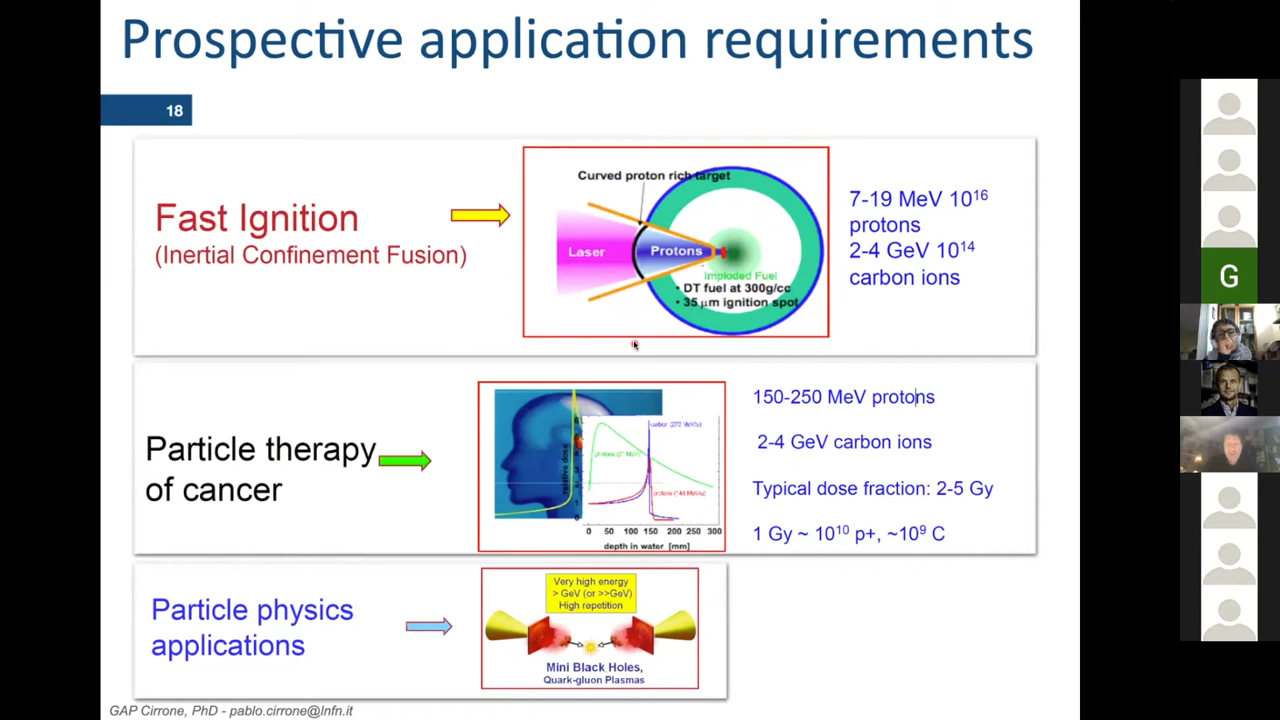 Prospective application requirements
18
Fast Ignition
(Inertial Confinement Fusion)
Curved proton rich target
Laser
Protons
Imploded Fuel
• DT fuel at 300g/cc
• 35 µm ignition spot
7-19 MeV 10¹⁶
protons
2-4 GeV 10¹⁴
carbon ions
Particle therapy
of cancer
relative dose
carbon (270 MeV/u)
0 50 100 150 200 250 300
depth in water [mm]
150-250 MeV protons
2-4 GeV carbon ions
Typical dose fraction: 2-5 Gy
1 Gy ~ 10¹⁰ p+, ~10⁹ C
Particle physics
applications
Very high energy
> GeV (or >>GeV)
High repetition
Mini Black Holes,
Quark-gluon Plasmas
GAP Cirrone, PhD - pablo.cirrone@lnfn.it
G